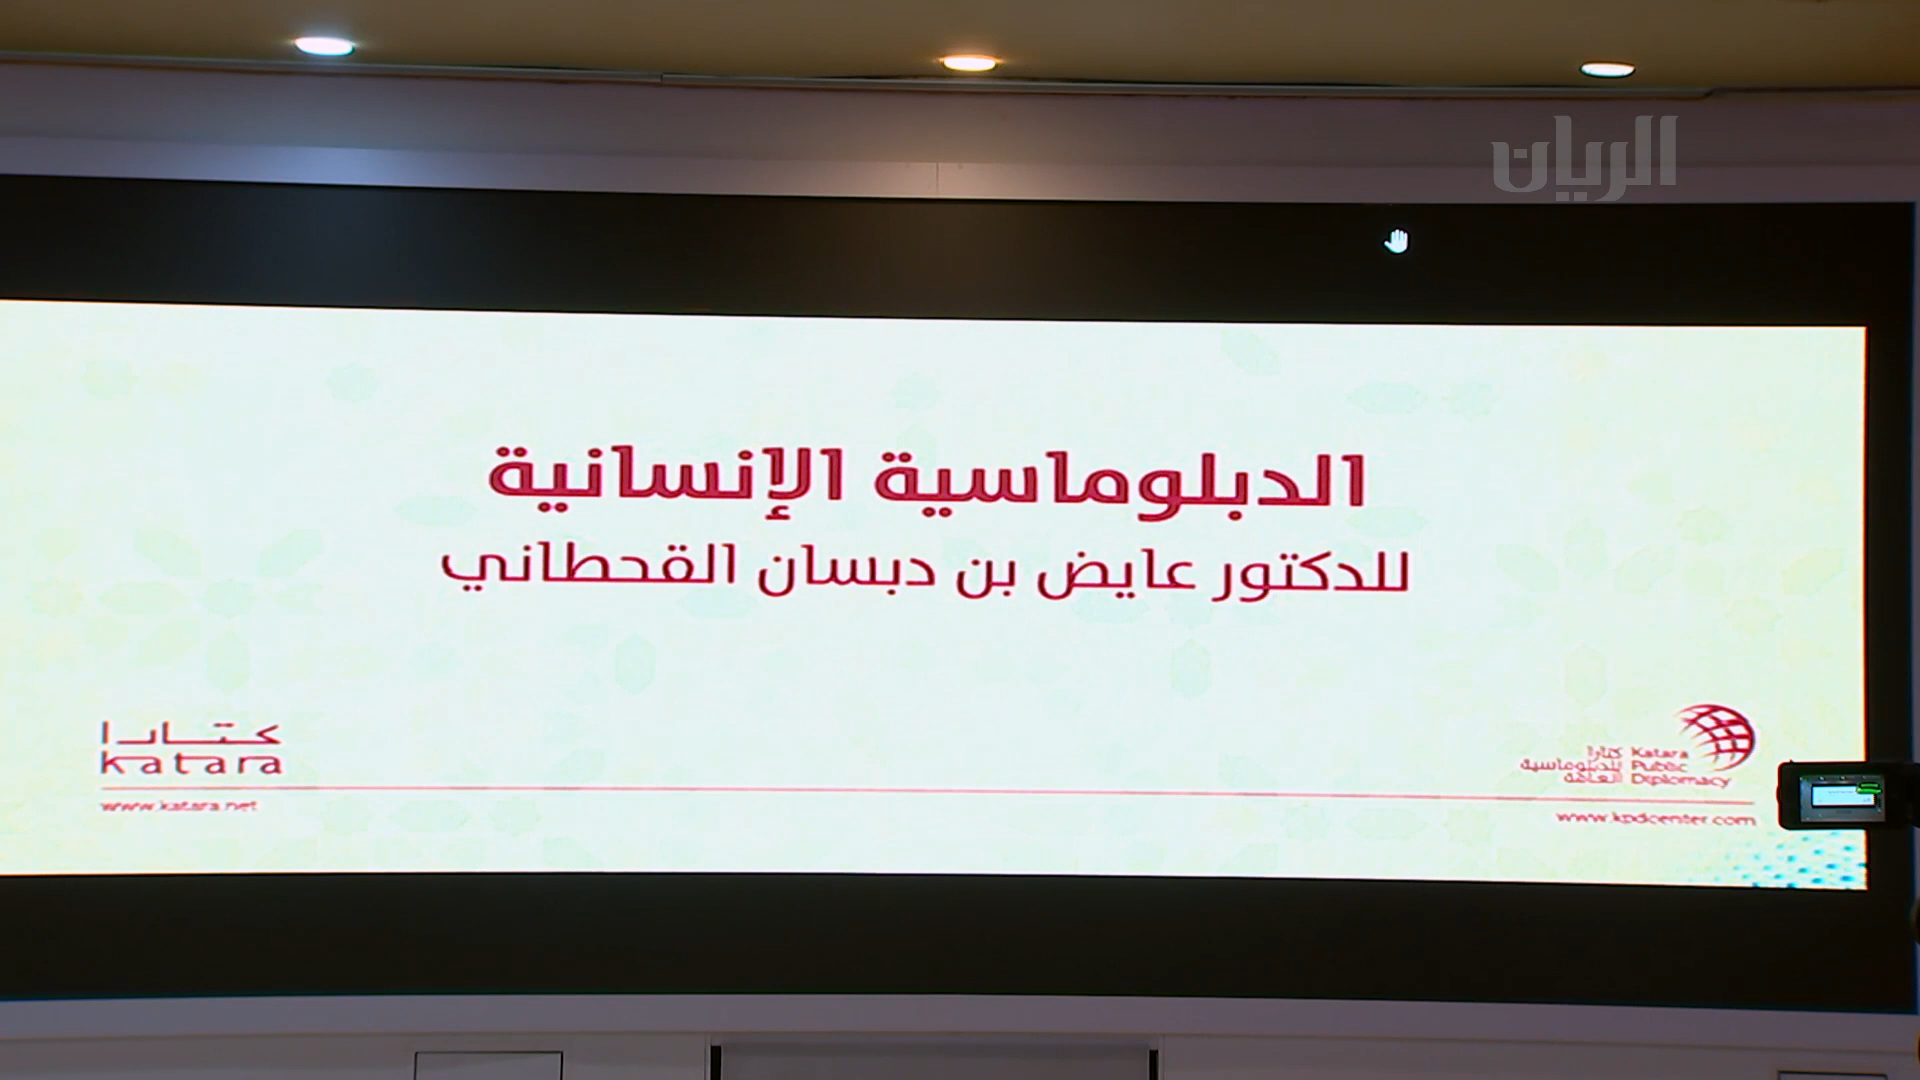 الريان
الدبلوماسية الإنسانية
للدكتور عايض بن دبسان القحطاني
كتارا
katara
www.katara.net
كتارا
للدبلوماسية
العامة
Katara
Public
Diplomacy
www.kpdcenter.com